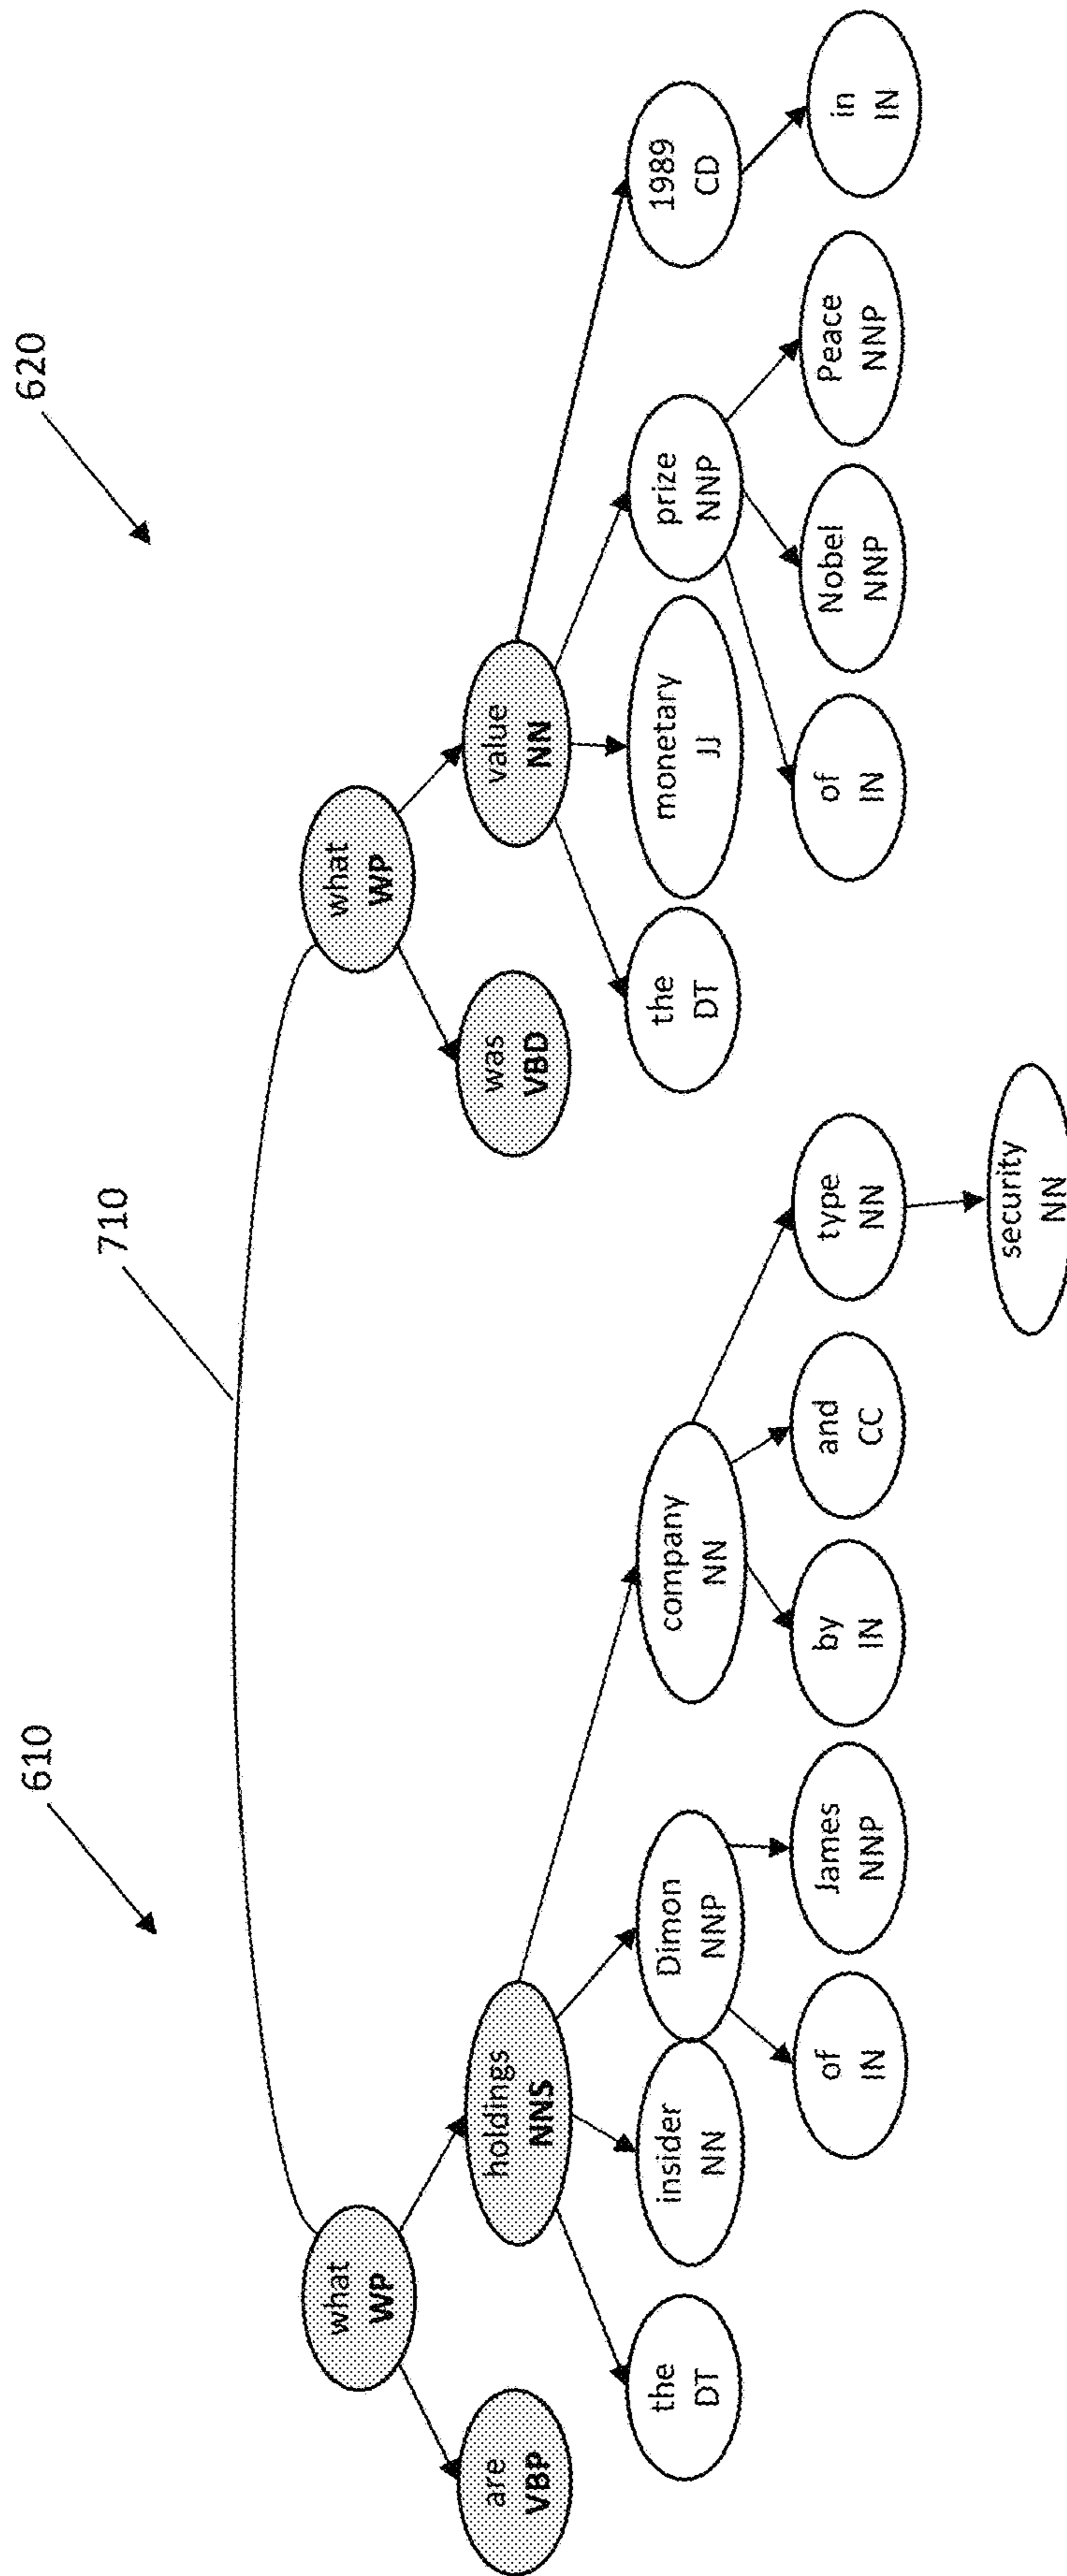 610
710
620
what
WP
what
WP
are
VBP
holdings
NNS
was
VBD
value
NN
the
DT
insider
NN
Dimon
NNP
company
NN
the
DT
monetary
JJ
prize
NNP
1989
CD
of
IN
James
NNP
by
IN
and
CC
type
NN
of
IN
Nobel
NNP
Peace
NNP
in
IN
security
NN